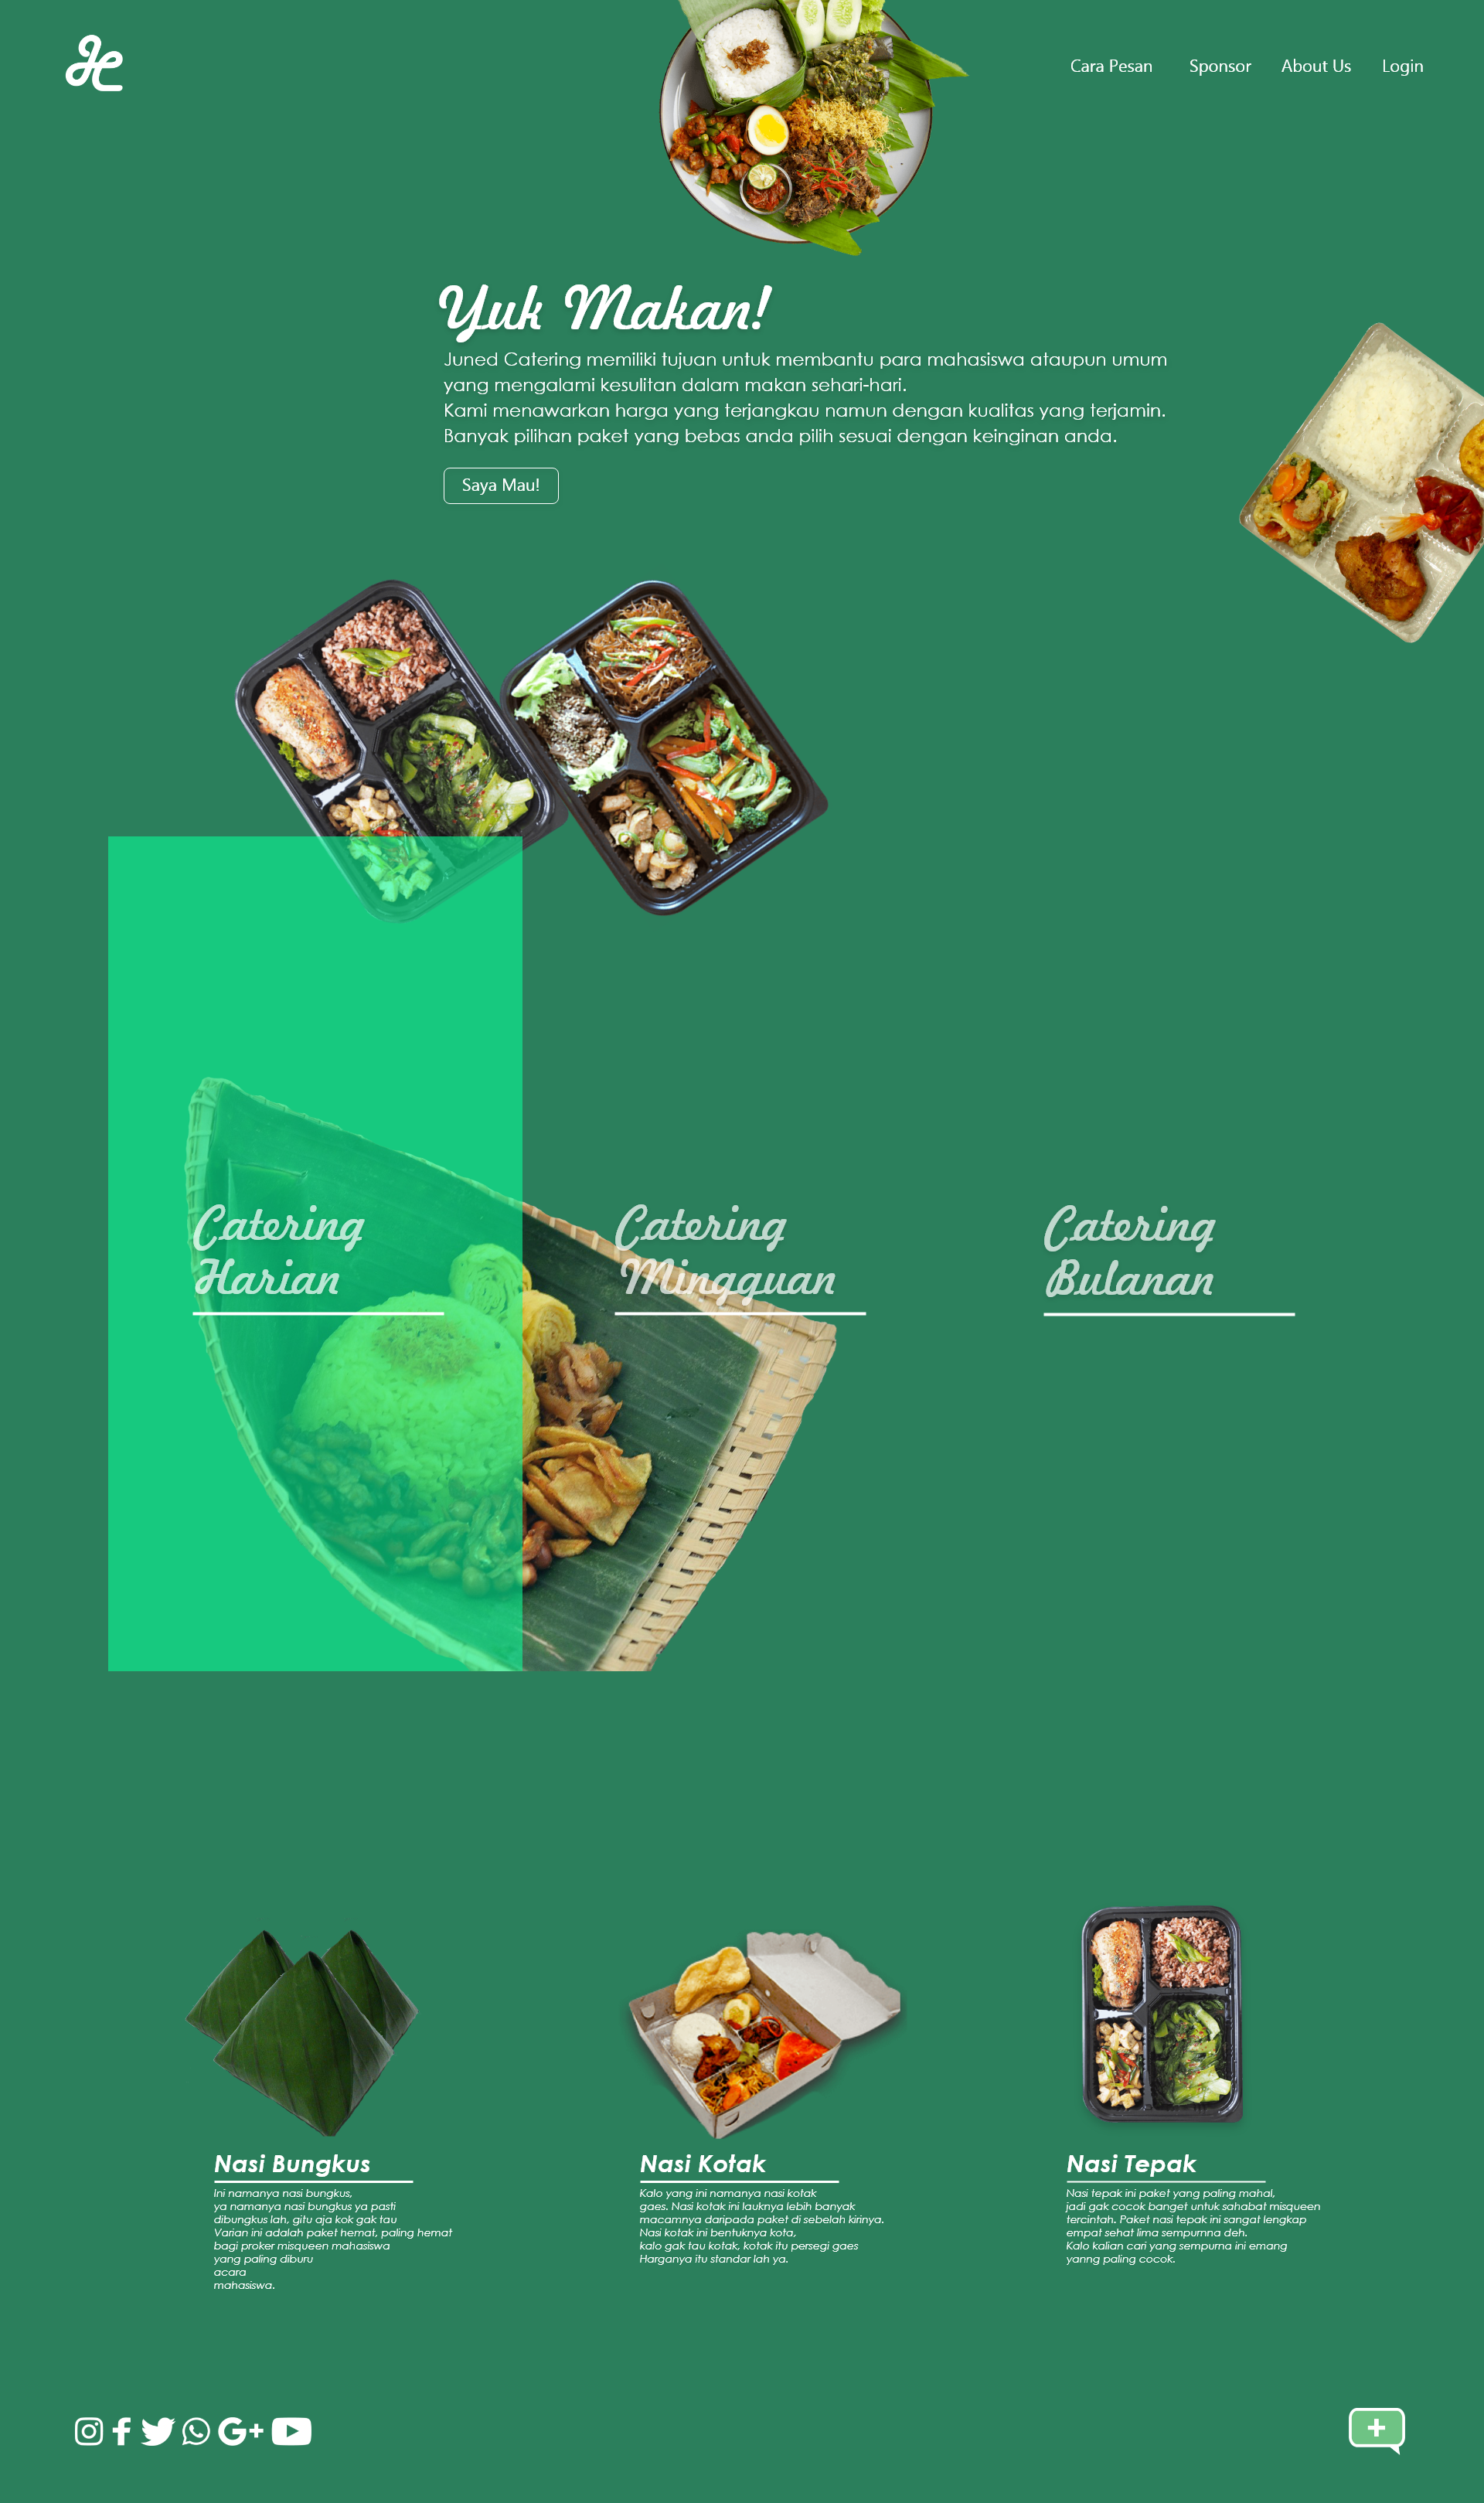 JC
Cara Pesan Sponsor About Us Login
Yuk Makan!
Juned Catering memiliki tujuan untuk membantu para mahasiswa ataupun umum
yang mengalami kesulitan dalam makan sehari-hari.
Kami menawarkan harga yang terjangkau namun dengan kualitas yang terjamin.
Banyak pilihan paket yang bebas anda pilih sesuai dengan keinginan anda.
Saya Mau!
Catering
Harian
Catering
Mingguan
Catering
Bulanan
Nasi Bungkus
Ini namanya nasi bungkus,
ya namanya nasi bungkus ya pasti
dibungkus lah, gitu aja kok gak tau
Varian ini adalah paket hemat, paling hemat
bagi proker misqueen mahasiswa
yang paling diburu
acara
mahasiswa.
Nasi Kotak
Kalo yang ini namanya nasi kotak
gaes. Nasi kotak ini lauknya lebih banyak
macamnya daripada paket di sebelah kirinya.
Nasi kotak ini bentuknya kota,
kalo gak tau kotak, kotak itu persegi gaes
Harganya itu standar lah ya.
Nasi Tepak
Nasi tepak ini paket yang paling mahal,
jadi gak cocok banget untuk sahabat misqueen
tercintah. Paket nasi tepak ini sangat lengkap
empat sehat lima sempurnna deh.
Kalo kalian cari yang sempurna ini emang
yanng paling cocok.